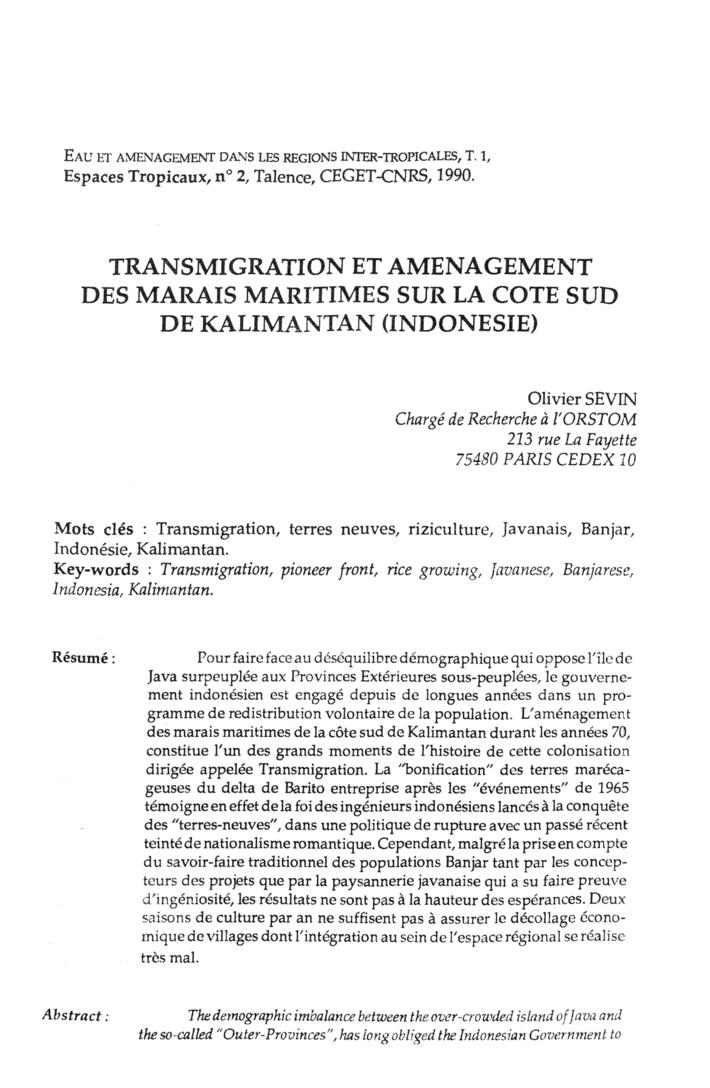 EAU ET AMENAGEMENT DANS LES REGIONS INTER-TROPICALES, T. 1,
Espaces Tropicaux, n° 2, Talence, CEGET-CNRS, 1990.
TRANSMIGRATION ET AMENAGEMENT
DES MARAIS MARITIMES SUR LA COTE SUD
DE KALIMANTAN (INDONESIE)
Olivier SEVIN
Chargé de Recherche à l'ORSTOM
213 rue La Fayette
75480 PARIS CEDEX 10
Mots clés : Transmigration, terres neuves, riziculture, Javanais, Banjar,
Indonésie, Kalimantan.
Key-words : Transmigration, pioneer front, rice growing, Javanese, Banjarese,
Indonesia, Kalimantan.
Résumé : Pour faire face au déséquilibre démographique qui oppose l'île de
Java surpeuplée aux Provinces Extérieures sous-peuplées, le gouverne-
ment indonésien est engagé depuis de longues années dans un pro-
gramme de redistribution volontaire de la population. L'aménagement
des marais maritimes de la côte sud de Kalimantan durant les années 70,
constitue l'un des grands moments de l'histoire de cette colonisation
dirigée appelée Transmigration. La "bonification" des terres maréca-
geuses du delta de Barito entreprise après les "événements" de 1965
témoigne en effet de la foi des ingénieurs indonésiens lancés à la conquête
des "terres-neuves", dans une politique de rupture avec un passé récent
teinté de nationalisme romantique. Cependant, malgré la prise en compte
du savoir-faire traditionnel des populations Banjar tant par les concep-
teurs des projets que par la paysannerie javanaise qui a su faire preuve
d'ingéniosité, les résultats ne sont pas à la hauteur des espérances. Deux
saisons de culture par an ne suffisent pas à assurer le décollage écono-
mique de villages dont l'intégration au sein de l'espace régional se réalise
très mal.
Abstract : The demographic imbalance between the over-crowded island of Java and
the so-called "Outer-Provinces", has long obliged the Indonesian Government to